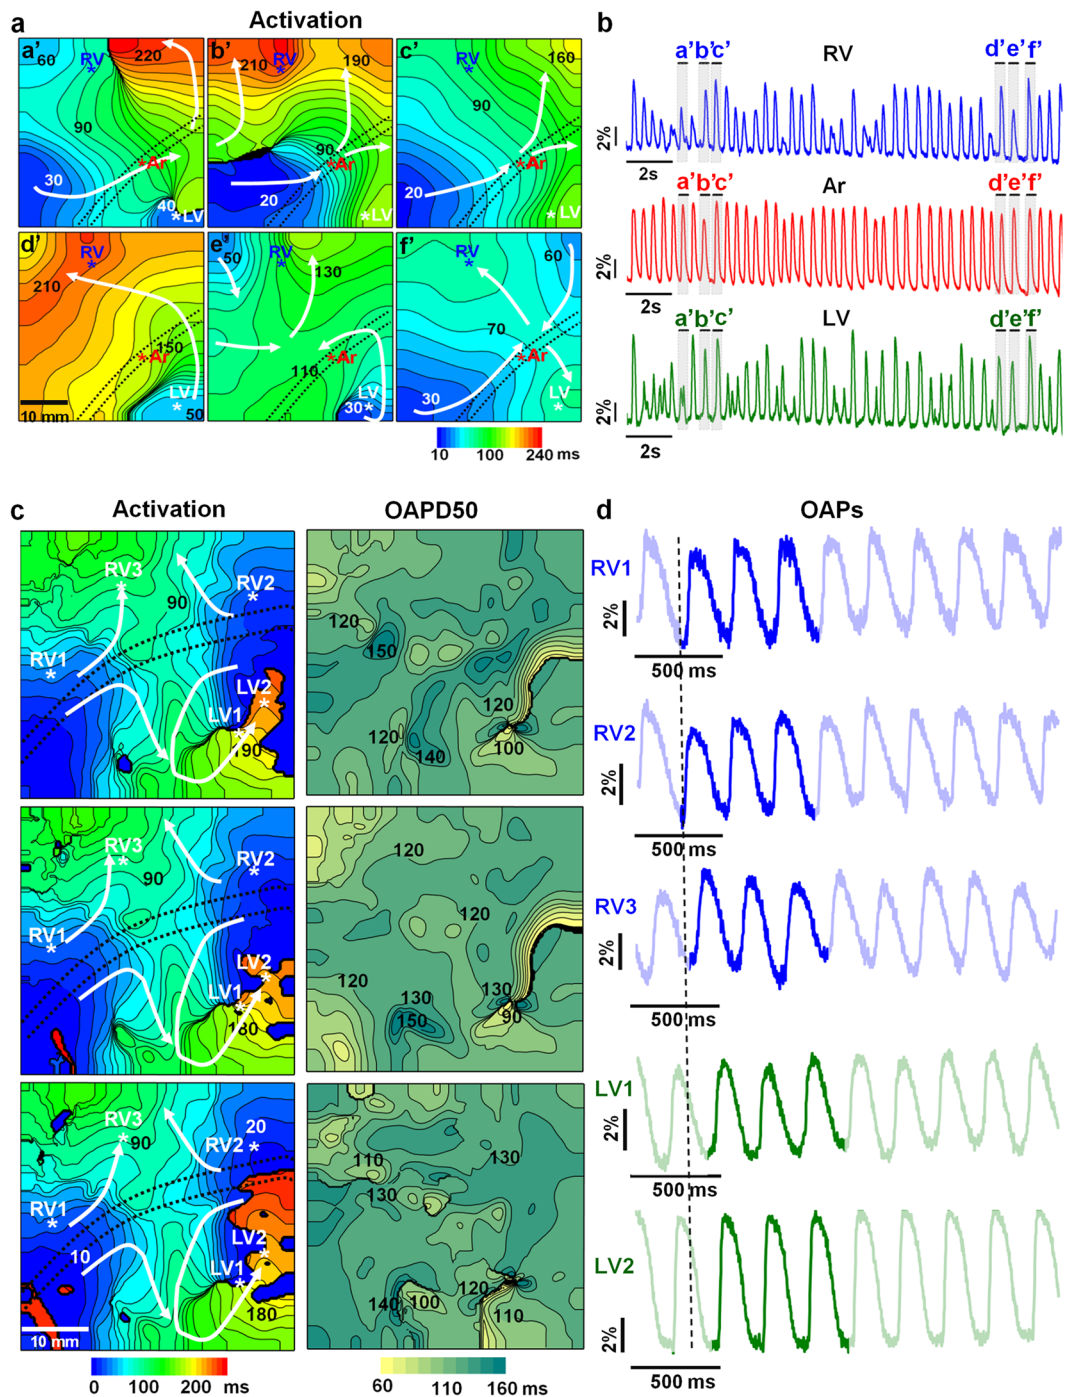 a
Activation
a'
60
RV
*
220
90
30
*Ar
40
*LV
b'
210
RV
*
190
90
*Ar
20
*LV
c'
160
RV
*
90
*Ar
20
LV
*
d'
RV
*
210
150
*Ar
LV
*
50
10 mm
e'
50
RV
*
130
*Ar
110
LV
30*
f'
RV
*
60
70
*Ar
30
LV
*
10 100 240 ms
b
a' b' c'
RV
d' e' f'
2%
2s
a' b' c'
Ar
d' e' f'
2%
2s
a' b' c'
LV
d' e' f'
2%
2s
c
Activation
OAPD50
RV3
*
RV2
*
90
RV1
*
LV2
*
LV1
*
190
120
150
120
120
140
100
RV3
*
RV2
*
90
RV1
*
LV2
*
LV1
*
180
120
120
120
130
150
130
90
RV3
*
90
20
RV2 *
RV1
*
10
LV2
*
LV1
*
180
10 mm
110
130
130
140
100
120
110
0 100 200 ms
60 110 160 ms
d
OAPs
RV1
2%
500 ms
RV2
2%
500 ms
RV3
2%
500 ms
LV1
2%
500 ms
LV2
2%
500 ms